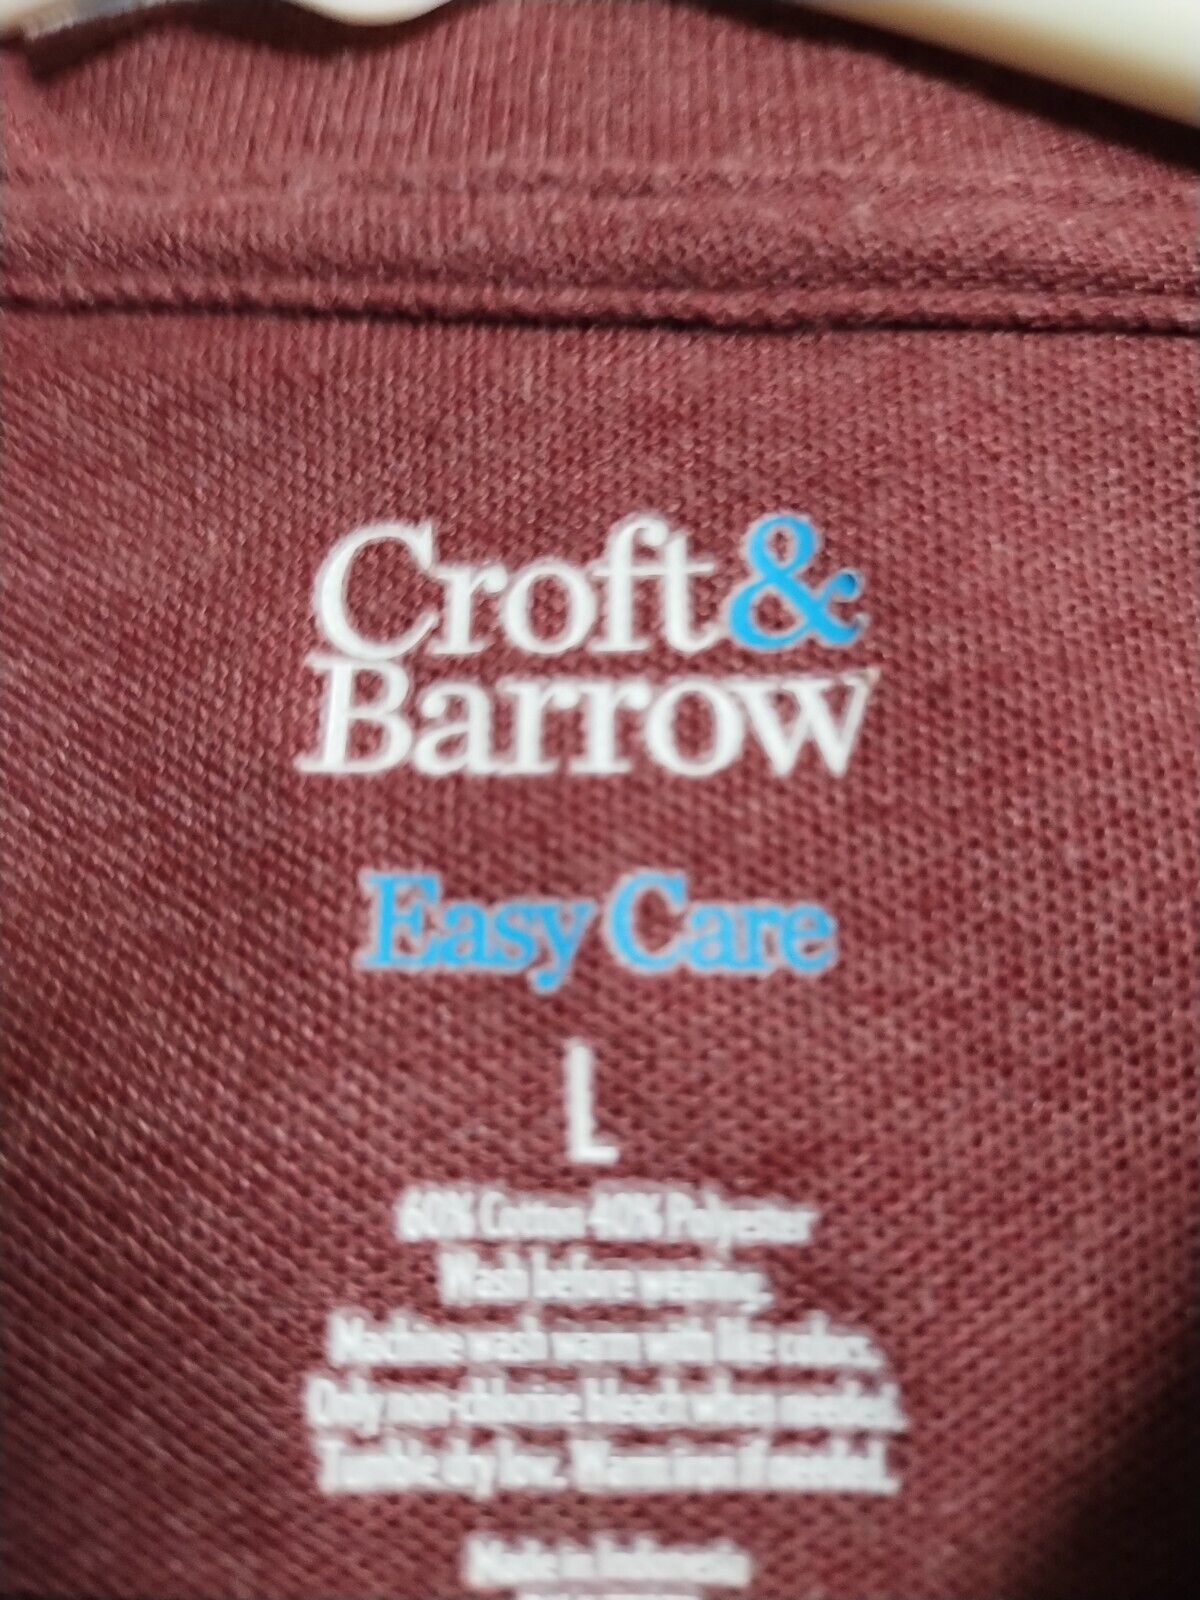 Croft &
Barrow
Easy Care
L
60% Cotton 40% Polyester
Wash before wearing.
Machine wash warm with like colors.
Only non-chlorine bleach when needed.
Tumble dry low. Warm iron if needed.
Made in Indonesia